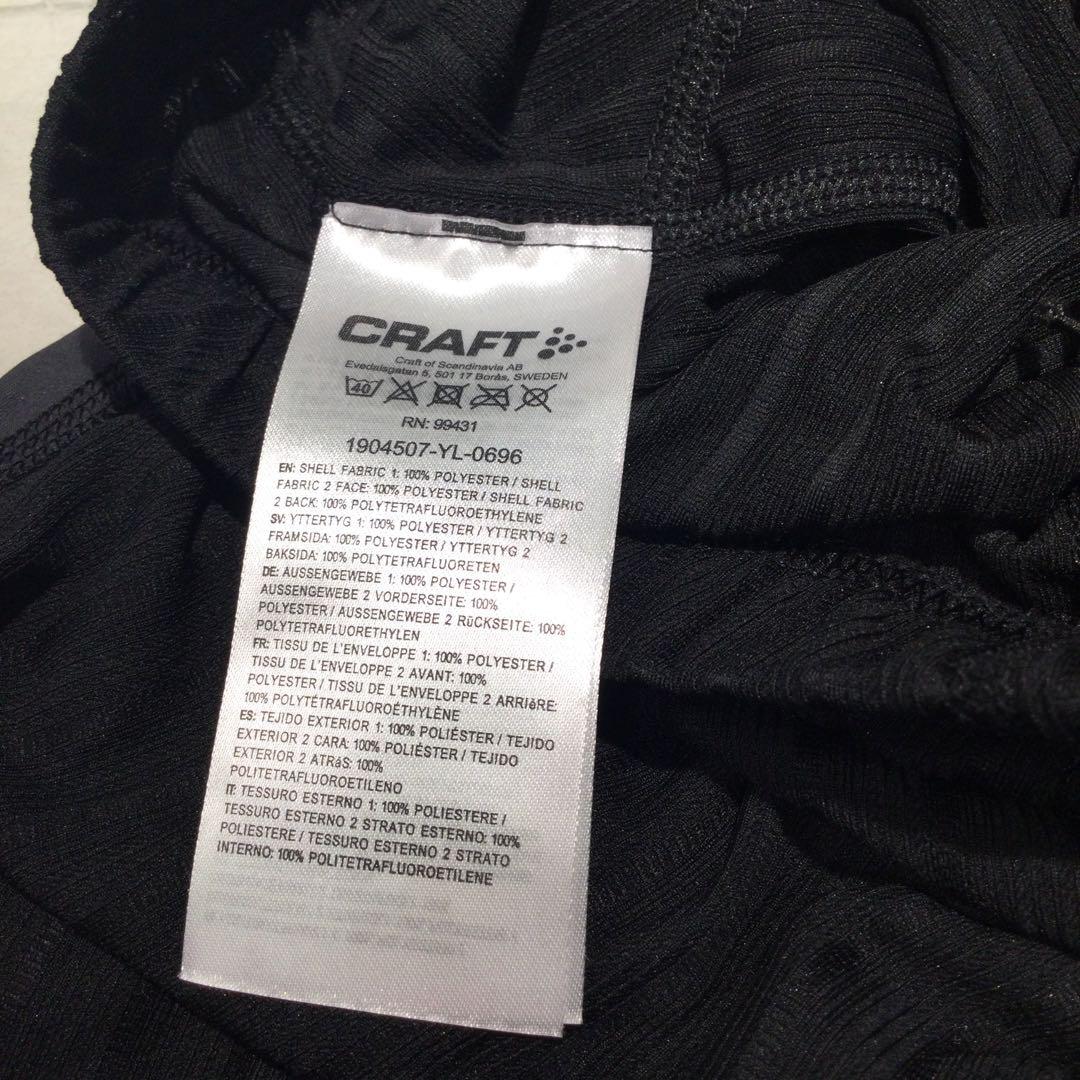 CRAFT
Craft of Scandinavia AB
Evedalsgatan 5, 501 17 Borås, SWEDEN
40
RN: 99431
1904507-YL-0696
EN: SHELL FABRIC 1: 100% POLYESTER / SHELL
FABRIC 2 FACE: 100% POLYESTER / SHELL FABRIC
2 BACK: 100% POLYTETRAFLUOROETHYLENE
SV: YTTERTYG 1: 100% POLYESTER / YTTERTYG 2
FRAMSIDA: 100% POLYESTER / YTTERTYG 2
BAKSIDA: 100% POLYTETRAFLUORETEN
DE: AUSSENGEWEBE 1: 100% POLYESTER /
AUSSENGEWEBE 2 VORDERSEITE: 100%
POLYESTER / AUSSENGEWEBE 2 RüCKSEITE: 100%
POLYTETRAFLUORETHYLEN
FR: TISSU DE L'ENVELOPPE 1: 100% POLYESTER /
TISSU DE L'ENVELOPPE 2 AVANT: 100%
POLYESTER / TISSU DE L'ENVELOPPE 2 ARRIèRE:
100% POLYTÉTRAFLUOROÉTHYLÈNE
ES: TEJIDO EXTERIOR 1: 100% POLIÉSTER / TEJIDO
EXTERIOR 2 CARA: 100% POLIÉSTER / TEJIDO
EXTERIOR 2 ATRáS: 100%
POLITETRAFLUOROETILENO
IT: TESSURO ESTERNO 1: 100% POLIESTERE /
TESSURO ESTERNO 2 STRATO ESTERNO: 100%
POLIESTERE / TESSURO ESTERNO 2 STRATO
INTERNO: 100% POLITETRAFLUOROETILENE